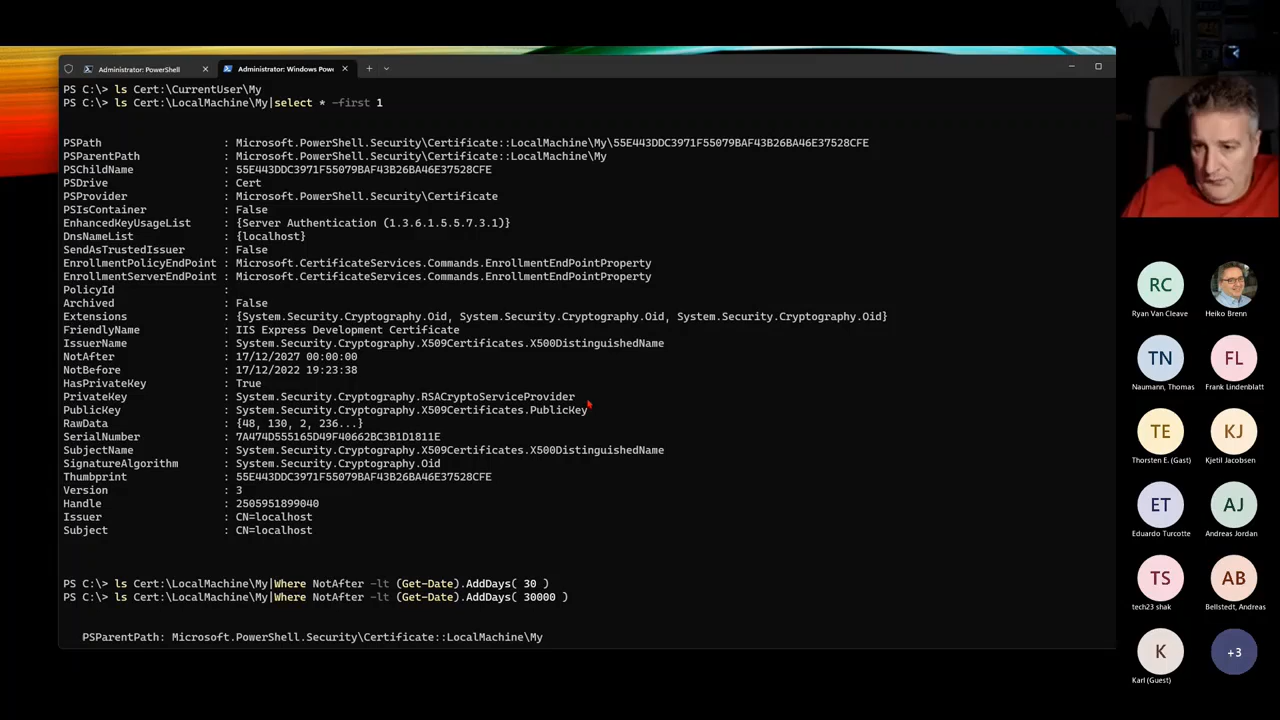 Administrator: PowerShell
Administrator: Windows Pow
PS C:\> ls Cert:\CurrentUser\My
PS C:\> ls Cert:\LocalMachine\My|select * -first 1
PSPath : Microsoft.PowerShell.Security\Certificate::LocalMachine\My\55E443DDC3971F55079BAF43B26BA46E37528CFE
PSParentPath : Microsoft.PowerShell.Security\Certificate::LocalMachine\My
PSChildName : 55E443DDC3971F55079BAF43B26BA46E37528CFE
PSDrive : Cert
PSProvider : Microsoft.PowerShell.Security\Certificate
PSIsContainer : False
EnhancedKeyUsageList : {Server Authentication (1.3.6.1.5.5.7.3.1)}
DnsNameList : {localhost}
SendAsTrustedIssuer : False
EnrollmentPolicyEndPoint : Microsoft.CertificateServices.Commands.EnrollmentEndPointProperty
EnrollmentServerEndPoint : Microsoft.CertificateServices.Commands.EnrollmentEndPointProperty
PolicyId :
Archived : False
Extensions : {System.Security.Cryptography.Oid, System.Security.Cryptography.Oid, System.Security.Cryptography.Oid}
FriendlyName : IIS Express Development Certificate
IssuerName : System.Security.Cryptography.X509Certificates.X500DistinguishedName
NotAfter : 17/12/2027 00:00:00
NotBefore : 17/12/2022 19:23:38
HasPrivateKey : True
PrivateKey : System.Security.Cryptography.RSACryptoServiceProvider
PublicKey : System.Security.Cryptography.X509Certificates.PublicKey
RawData : {48, 130, 2, 236...}
SerialNumber : 7A474D555165D49F40662BC3B1D1811E
SubjectName : System.Security.Cryptography.X509Certificates.X500DistinguishedName
SignatureAlgorithm : System.Security.Cryptography.Oid
Thumbprint : 55E443DDC3971F55079BAF43B26BA46E37528CFE
Version : 3
Handle : 2505951899040
Issuer : CN=localhost
Subject : CN=localhost
PS C:\> ls Cert:\LocalMachine\My|Where NotAfter -lt (Get-Date).AddDays( 30 )
PS C:\> ls Cert:\LocalMachine\My|Where NotAfter -lt (Get-Date).AddDays( 30000 )
PSParentPath: Microsoft.PowerShell.Security\Certificate::LocalMachine\My
RC
Ryan Van Cleave
Heiko Brenn
TN
Naumann, Thomas
FL
Frank Lindenblatt
TE
Thorsten E. (Gast)
KJ
Kjetil Jacobsen
ET
Eduardo Turcotte
AJ
Andreas Jordan
TS
tech23 shak
AB
Bellstedt, Andreas
K
Karl (Guest)
+3